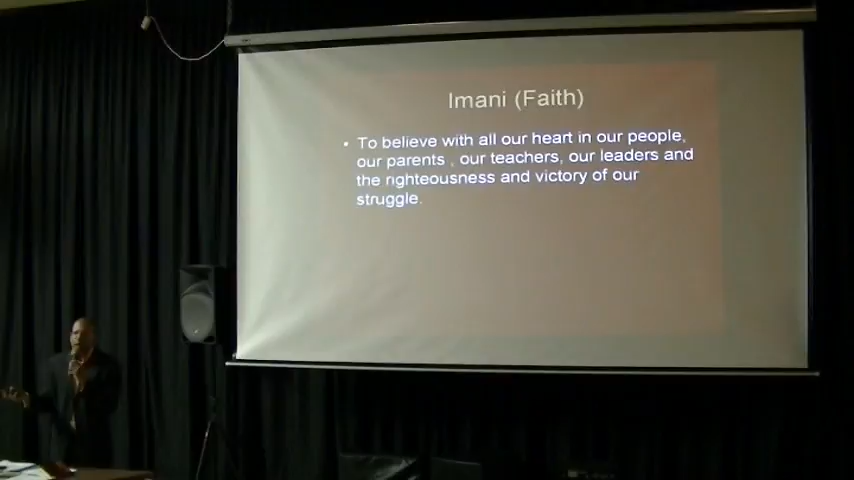 Imani (Faith)
• To believe with all our heart in our people,
our parents , our teachers, our leaders and
the righteousness and victory of our
struggle.